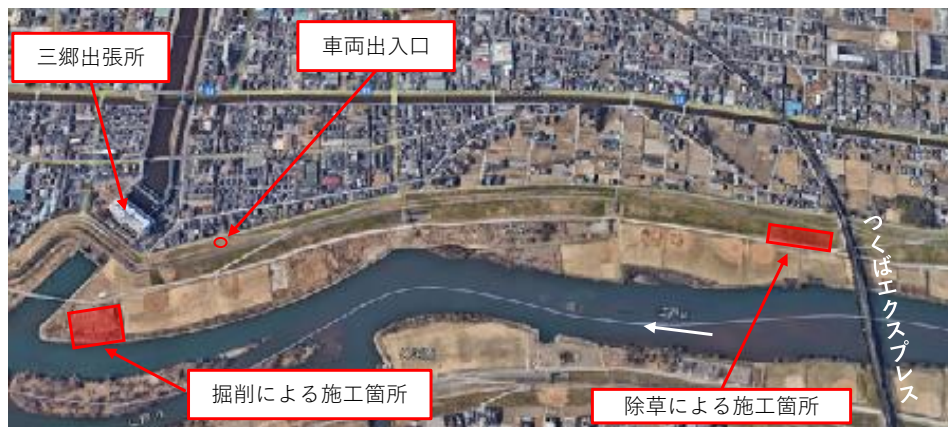 三郷出張所
車両出入口
つくばエクスプレス
掘削による施工箇所
除草による施工箇所